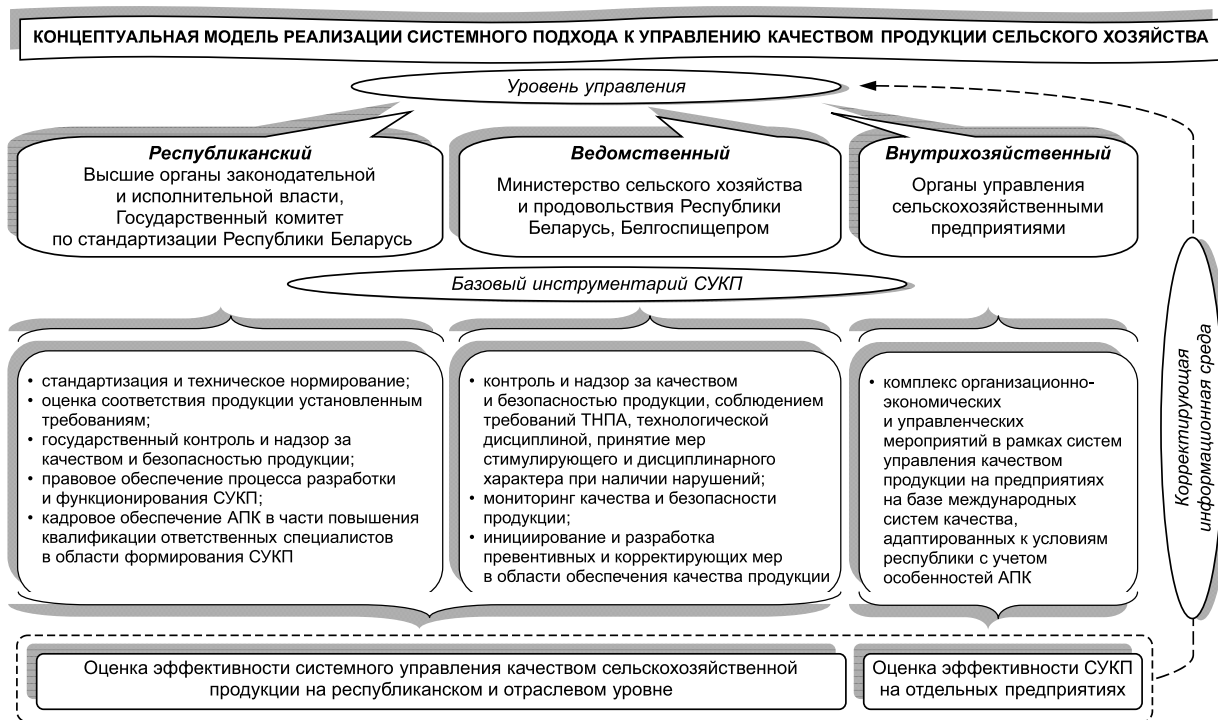 КОНЦЕПТУАЛЬНАЯ МОДЕЛЬ РЕАЛИЗАЦИИ СИСТЕМНОГО ПОДХОДА К УПРАВЛЕНИЮ КАЧЕСТВОМ ПРОДУКЦИИ СЕЛЬСКОГО ХОЗЯЙСТВА
Уровень управления
Республиканский
Высшие органы законодательной
и исполнительной власти,
Государственный комитет
по стандартизации Республики Беларусь
Ведомственный
Министерство сельского хозяйства
и продовольствия Республики
Беларусь, Белгоспищепром
Внутрихозяйственный
Органы управления
сельскохозяйственными
предприятиями
Базовый инструментарий СУКП
• стандартизация и техническое нормирование;
• оценка соответствия продукции установленным
требованиям;
• государственный контроль и надзор за
качеством и безопасностью продукции;
• правовое обеспечение процесса разработки
и функционирования СУКП;
• кадровое обеспечение АПК в части повышения
квалификации ответственных специалистов
в области формирования СУКП
• контроль и надзор за качеством
и безопасностью продукции, соблюдением
требований ТНПА, технологической
дисциплиной, принятие мер
стимулирующего и дисциплинарного
характера при наличии нарушений;
• мониторинг качества и безопасности
продукции;
• инициирование и разработка
превентивных и корректирующих мер
в области обеспечения качества продукции
• комплекс организационно-
экономических
и управленческих
мероприятий в рамках систем
управления качеством
продукции на предприятиях
на базе международных
систем качества,
адаптированных к условиям
республики с учетом
особенностей АПК
Корректирующая
информационная среда
Оценка эффективности системного управления качеством сельскохозяйственной
продукции на республиканском и отраслевом уровне
Оценка эффективности СУКП
на отдельных предприятиях